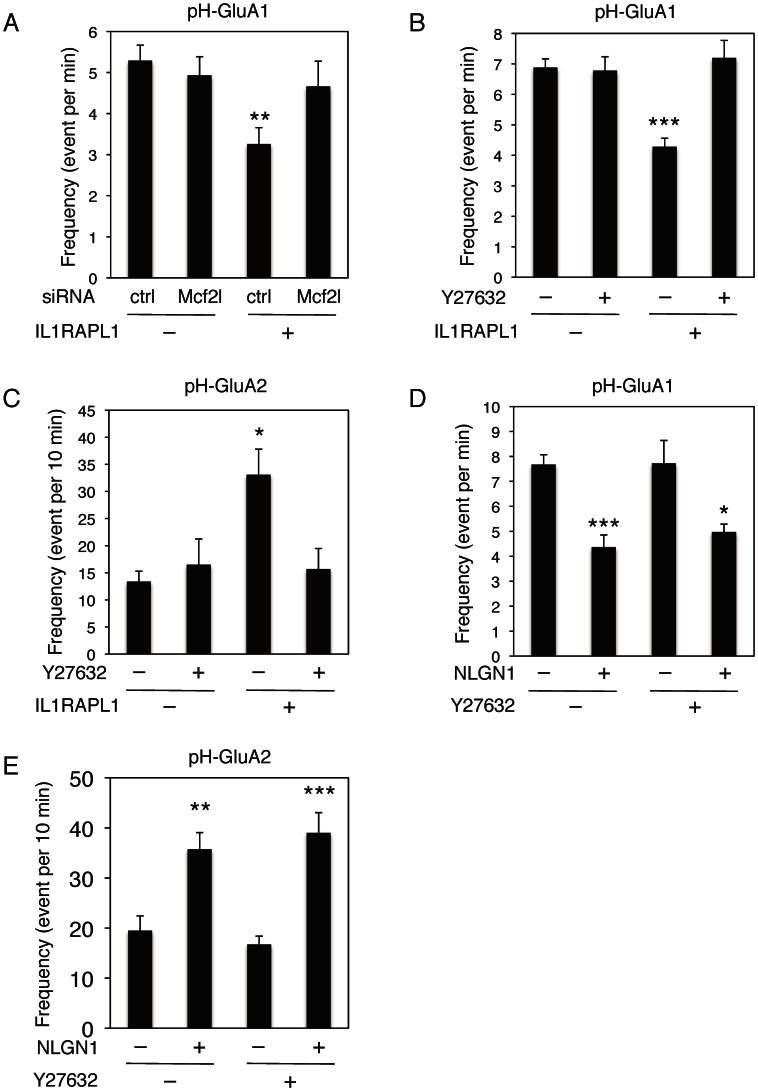 A
pH-GluA1
Frequency (event per min)
6
5
4
3
2
1
0
**
siRNA ctrl Mcf2l ctrl Mcf2l
IL1RAPL1 − +
B
pH-GluA1
Frequency (event per min)
8
7
6
5
4
3
2
1
0
***
Y27632 − + − +
IL1RAPL1 − +
C
pH-GluA2
Frequency (event per 10 min)
45
40
35
30
25
20
15
10
5
0
*
Y27632 − + − +
IL1RAPL1 − +
D
pH-GluA1
Frequency (event per min)
10
9
8
7
6
5
4
3
2
1
0
***
*
NLGN1 − + − +
Y27632 − +
E
pH-GluA2
Frequency (event per 10 min)
50
40
30
20
10
0
**
***
NLGN1 − + − +
Y27632 − +